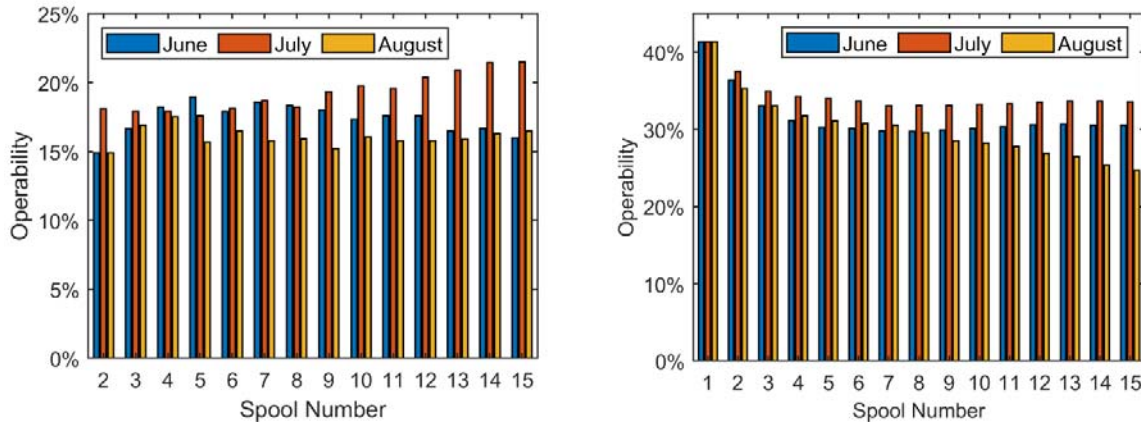 25%
20%
15%
10%
5%
0%
Operability
June July August
2 3 4 5 6 7 8 9 10 11 12 13 14 15
Spool Number
40%
30%
20%
10%
0%
Operability
June July August
1 2 3 4 5 6 7 8 9 10 11 12 13 14 15
Spool Number